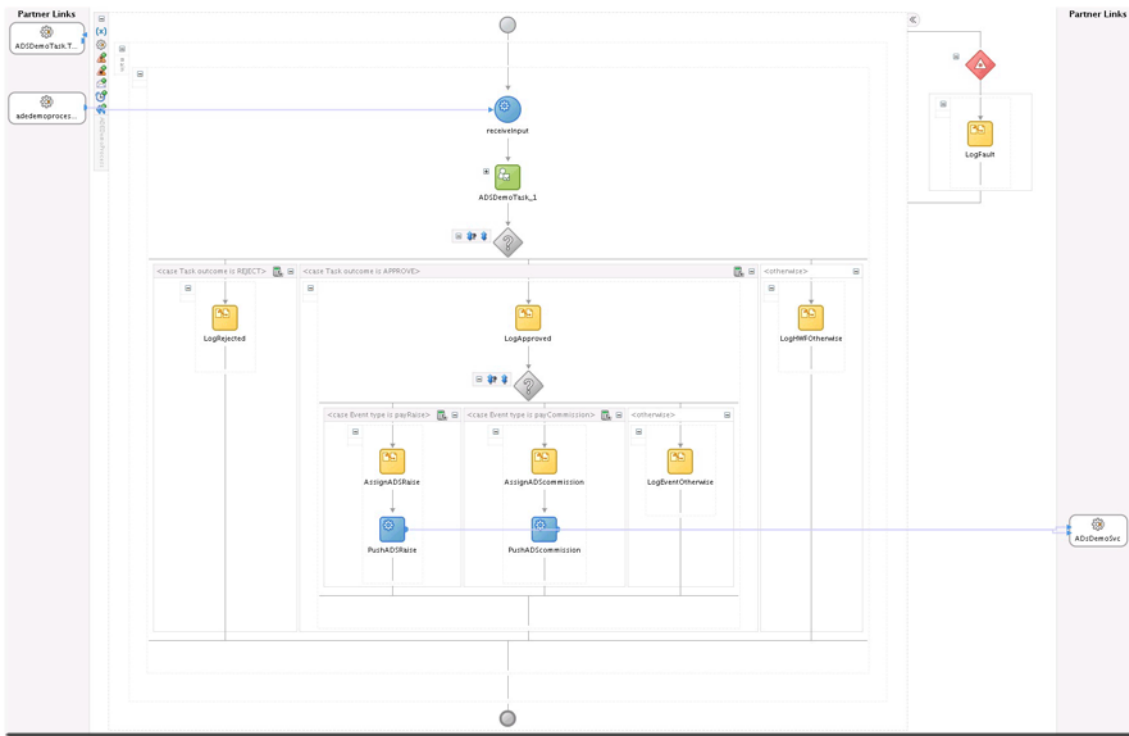 Partner Links
Partner Links
ADSDemoTask.T...
adedemoproces...
receiveInput
LogFault
ADSDemoTask_1
<case Task outcome is REJECT>
<case Task outcome is APPROVE>
<otherwise>
LogRejected
LogApproved
LogHWFOtherwise
<case Event type is payRaise>
<case Event type is payCommission>
<otherwise>
AssignADSRaise
AssignADScommission
LogEventOtherwise
PushADSRaise
PushADScommission
ADsDemoSvc